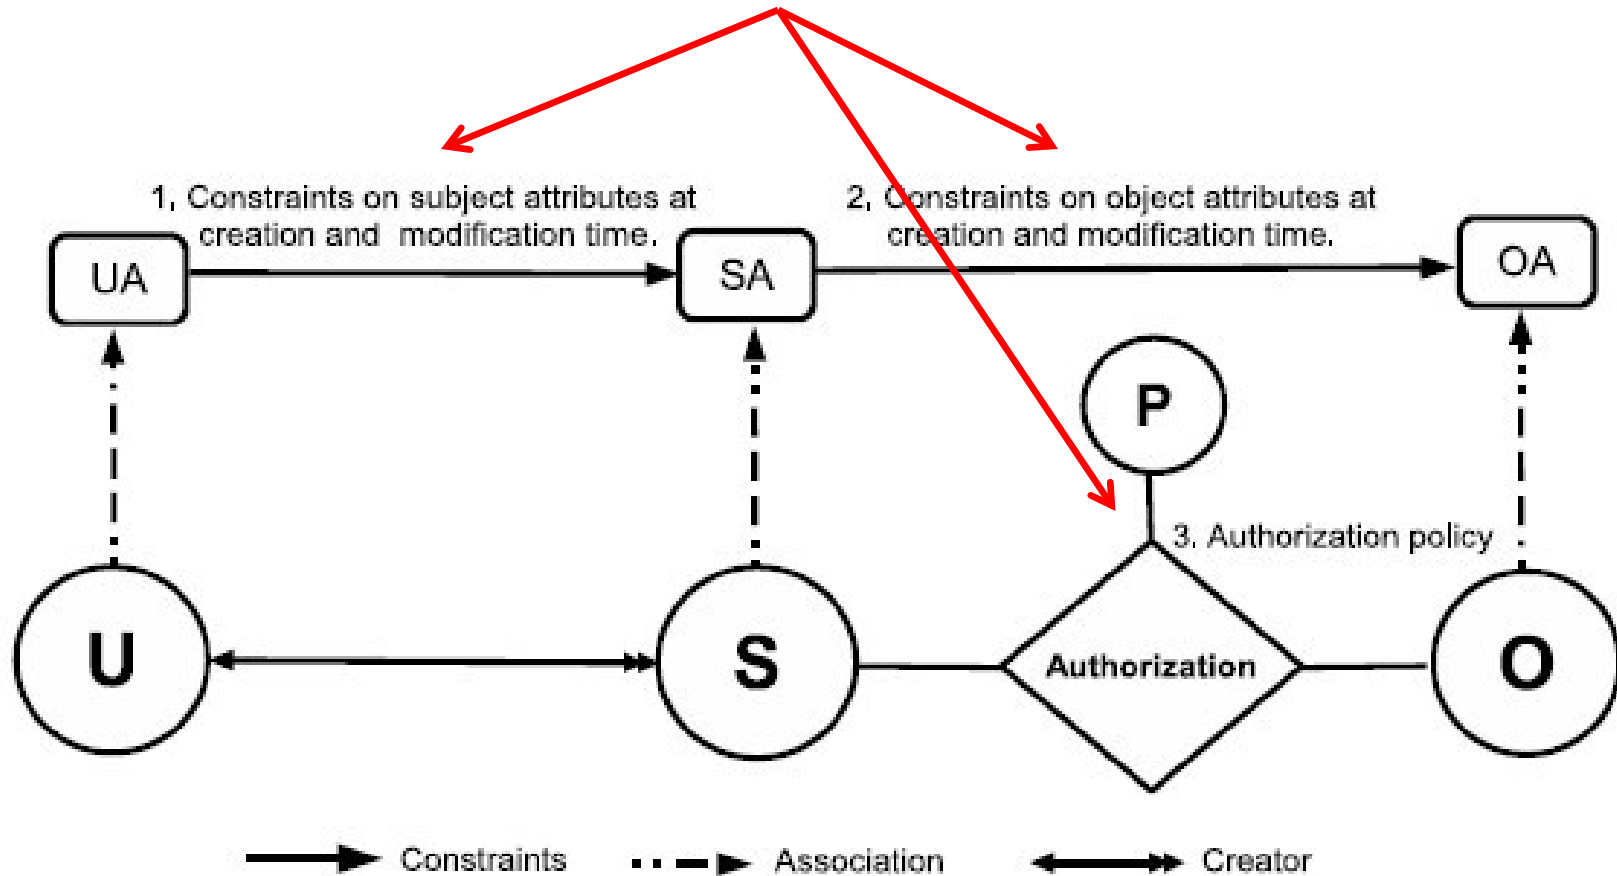 1. Constraints on subject attributes at
creation and modification time.
2. Constraints on object attributes at
creation and modification time.
UA
SA
OA
P
3. Authorization policy
U
S
Authorization
O
Constraints
Association
Creator